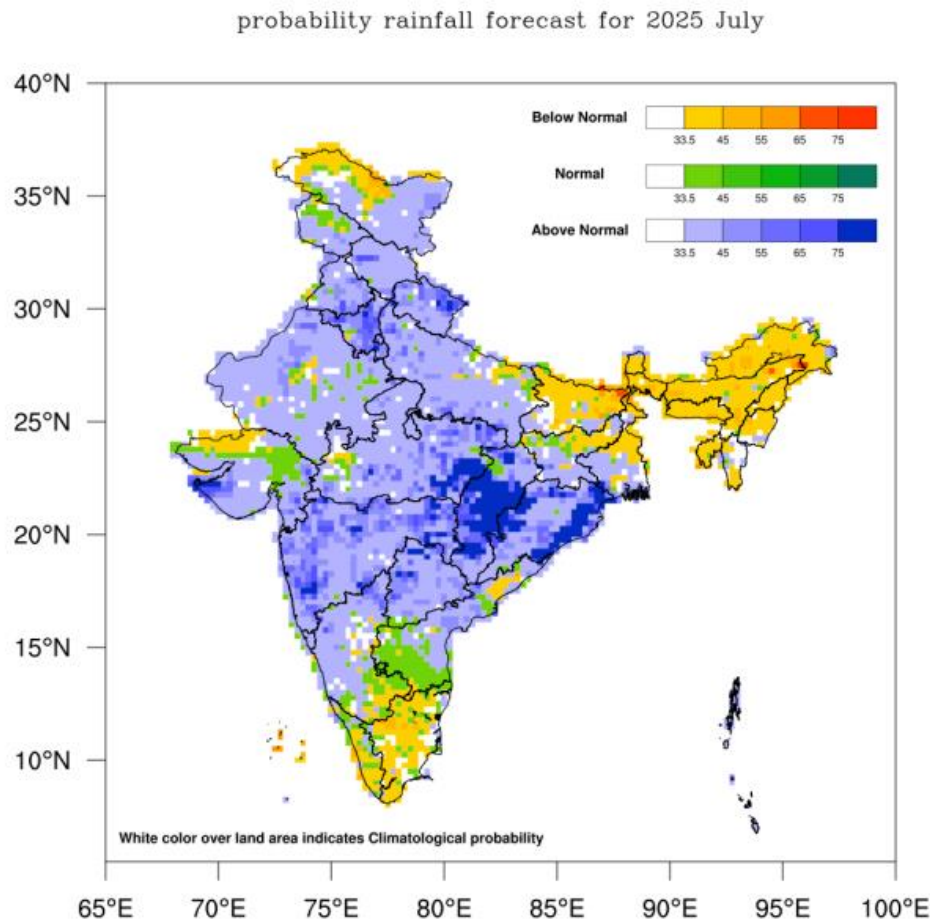 probability rainfall forecast for 2025 July
40°N
35°N
30°N
25°N
20°N
15°N
10°N
Below Normal
33.5 45 55 65 75
Normal
33.5 45 55 65 75
Above Normal
33.5 45 55 65 75
White color over land area indicates Climatological probability
65°E 70°E 75°E 80°E 85°E 90°E 95°E 100°E